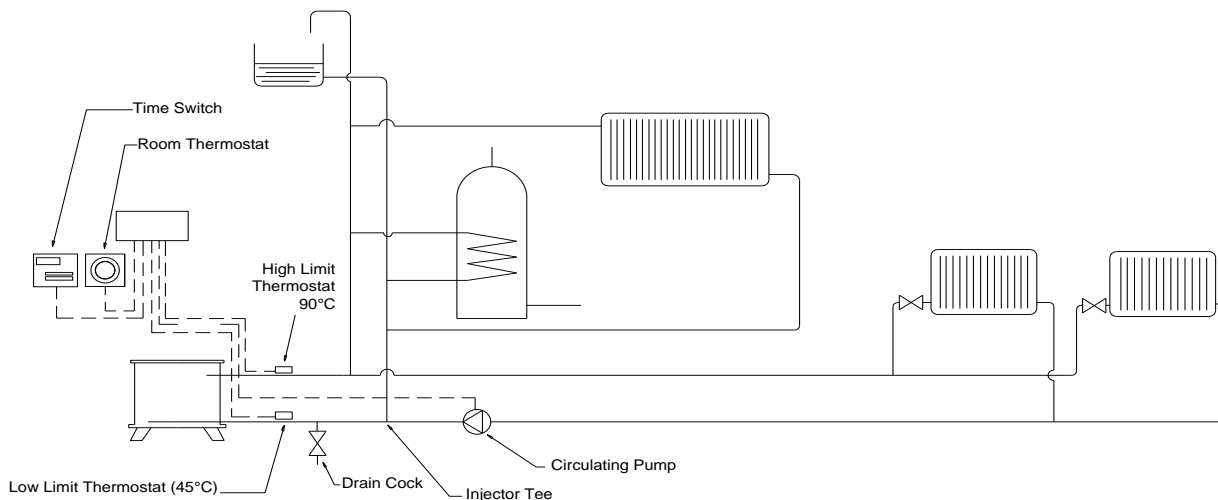 Time Switch
Room Thermostat
High Limit
Thermostat
90°C
Circulating Pump
Low Limit Thermostat (45°C)
Drain Cock
Injector Tee